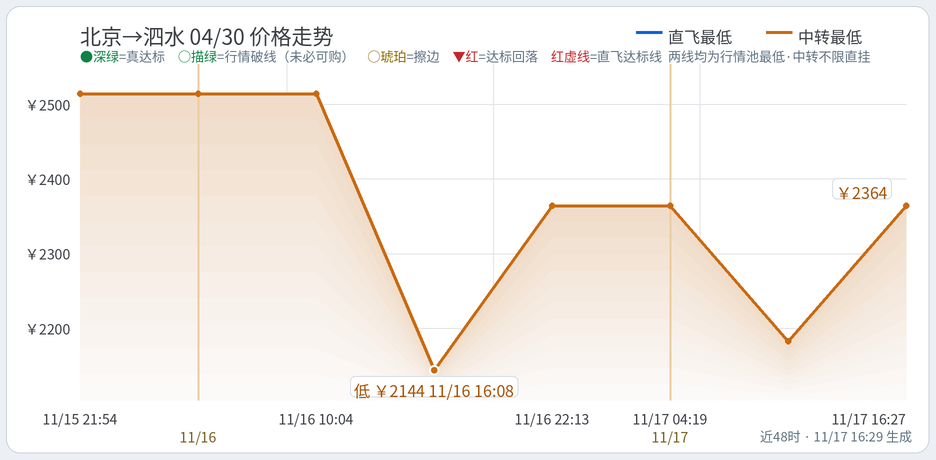 北京→泗水 04/30 价格走势
直飞最低
中转最低
●深绿=真达标 ○描绿=行情破线（未必可购） ○琥珀=擦边 ▼红=达标回落 红虚线=直飞达标线 两线均为行情池最低·中转不限直挂
￥2500
￥2400
￥2364
￥2300
￥2200
低 ￥2144 11/16 16:08
11/15 21:54
11/16 10:04
11/16 22:13
11/17 04:19
11/17 16:27
11/16
11/17
近48时 · 11/17 16:29 生成